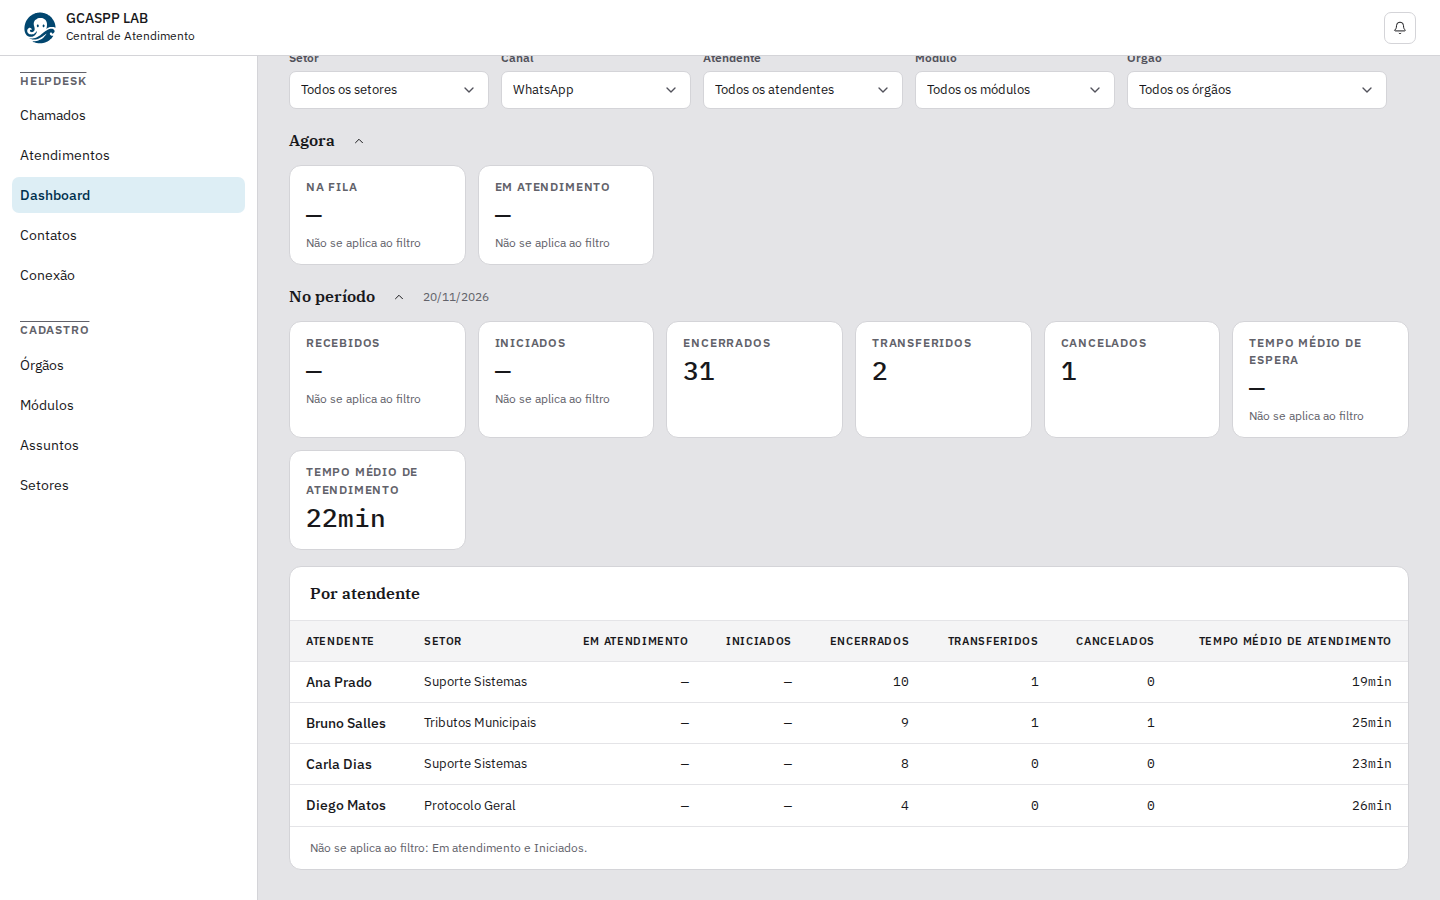 GCASPP LAB
Central de Atendimento
HELPDESK
Chamados
Atendimentos
Dashboard
Contatos
Conexão
CADASTRO
Órgãos
Módulos
Assuntos
Setores
Setor Canal Atendente Módulo Órgão
Todos os setores WhatsApp Todos os atendentes Todos os módulos Todos os órgãos
Agora
NA FILA EM ATENDIMENTO
— —
Não se aplica ao filtro Não se aplica ao filtro
No período 20/11/2026
RECEBIDOS INICIADOS ENCERRADOS TRANSFERIDOS CANCELADOS TEMPO MÉDIO DE
ESPERA
— — 31 2 1 —
Não se aplica ao filtro Não se aplica ao filtro Não se aplica ao filtro
TEMPO MÉDIO DE
ATENDIMENTO
22min
Por atendente
ATENDENTE SETOR EM ATENDIMENTO INICIADOS ENCERRADOS TRANSFERIDOS CANCELADOS TEMPO MÉDIO DE ATENDIMENTO
Ana Prado Suporte Sistemas — — 10 1 0 19min
Bruno Salles Tributos Municipais — — 9 1 1 25min
Carla Dias Suporte Sistemas — — 8 0 0 23min
Diego Matos Protocolo Geral — — 4 0 0 26min
Não se aplica ao filtro: Em atendimento e Iniciados.